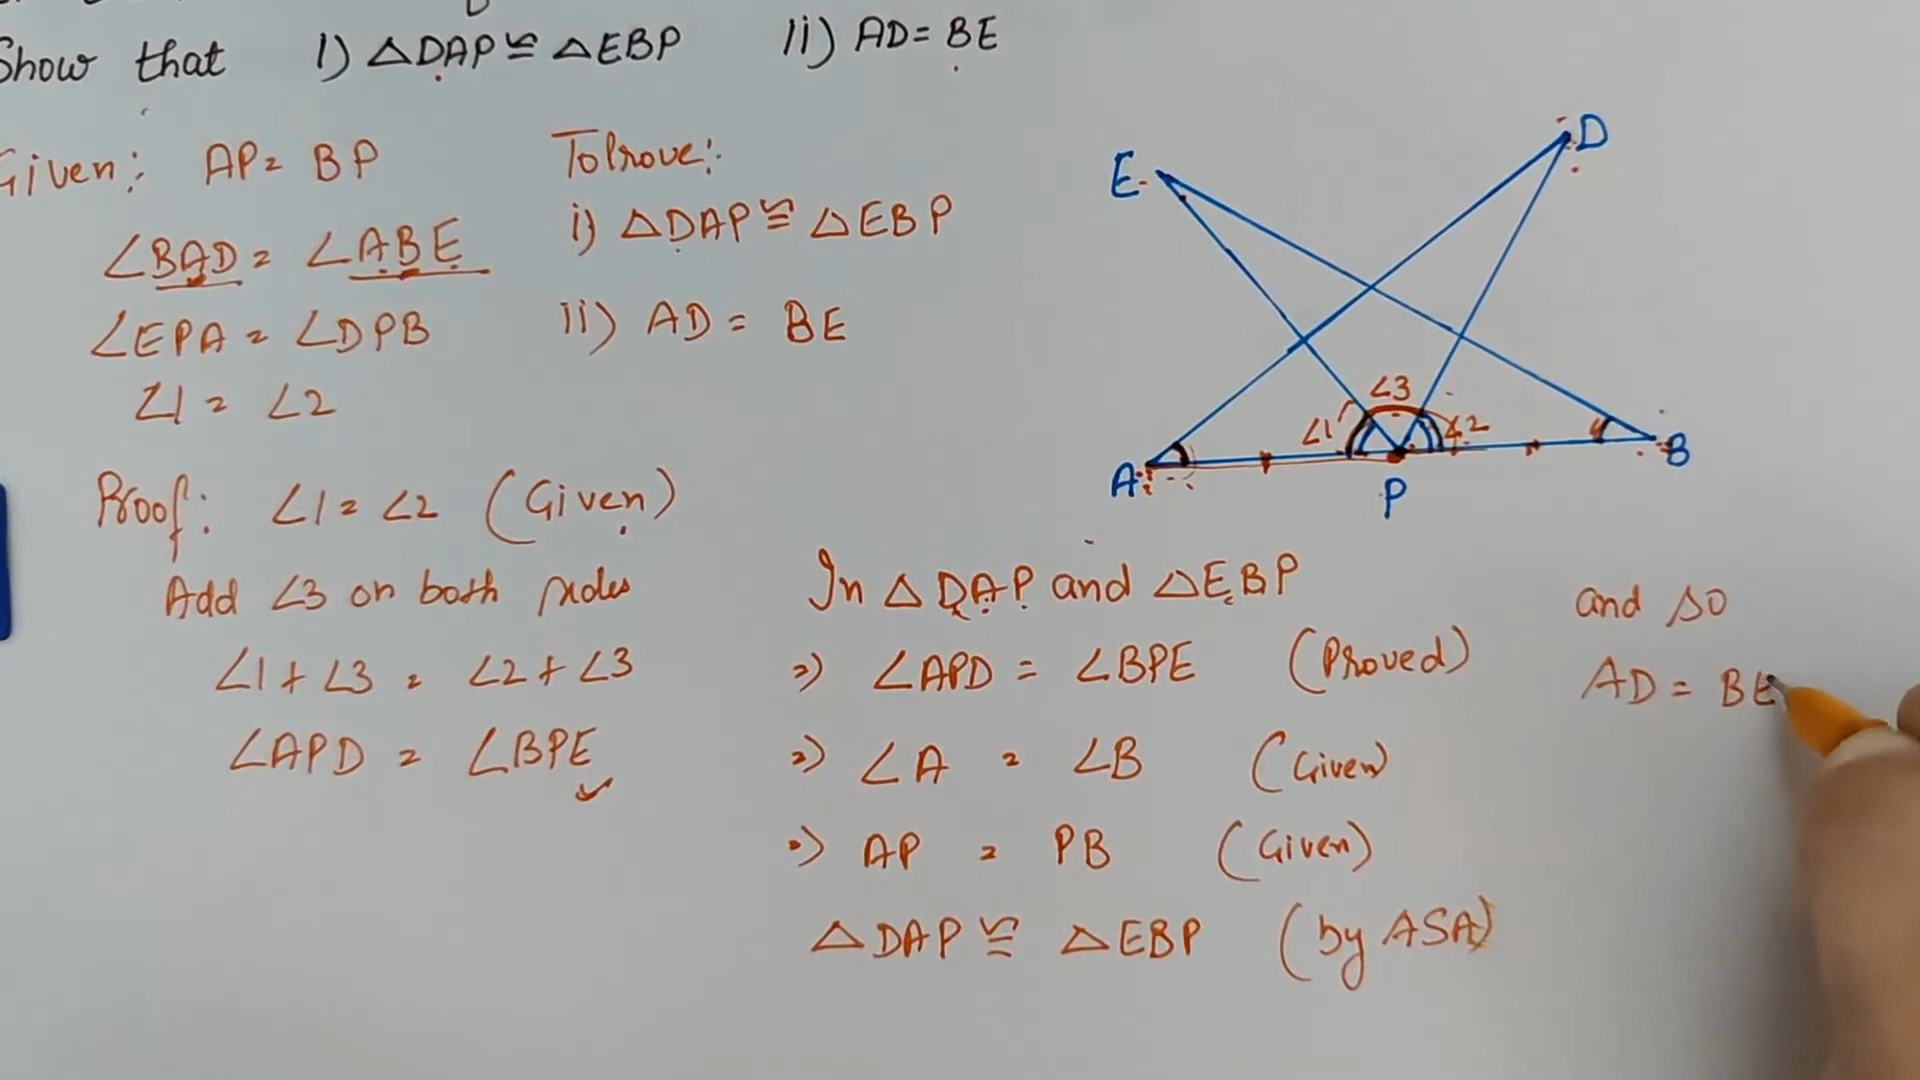 Show that I) △DAP ≅ △EBP II) AD = BE
Given: AP = BP
∠BAD = ∠ABE
∠EPA = ∠DPB
∠1 = ∠2
To Prove:
i) △DAP ≅ △EBP
ii) AD = BE
E
D
∠3
∠1
∠2
A
P
B
Proof: ∠1 = ∠2 (Given)
Add ∠3 on both sides
∠1 + ∠3 = ∠2 + ∠3
∠APD = ∠BPE
In △DAP and △EBP
⇒ ∠APD = ∠BPE (Proved)
⇒ ∠A = ∠B (Given)
⇒ AP = PB (Given)
△DAP ≅ △EBP (by ASA)
and so
AD = BE